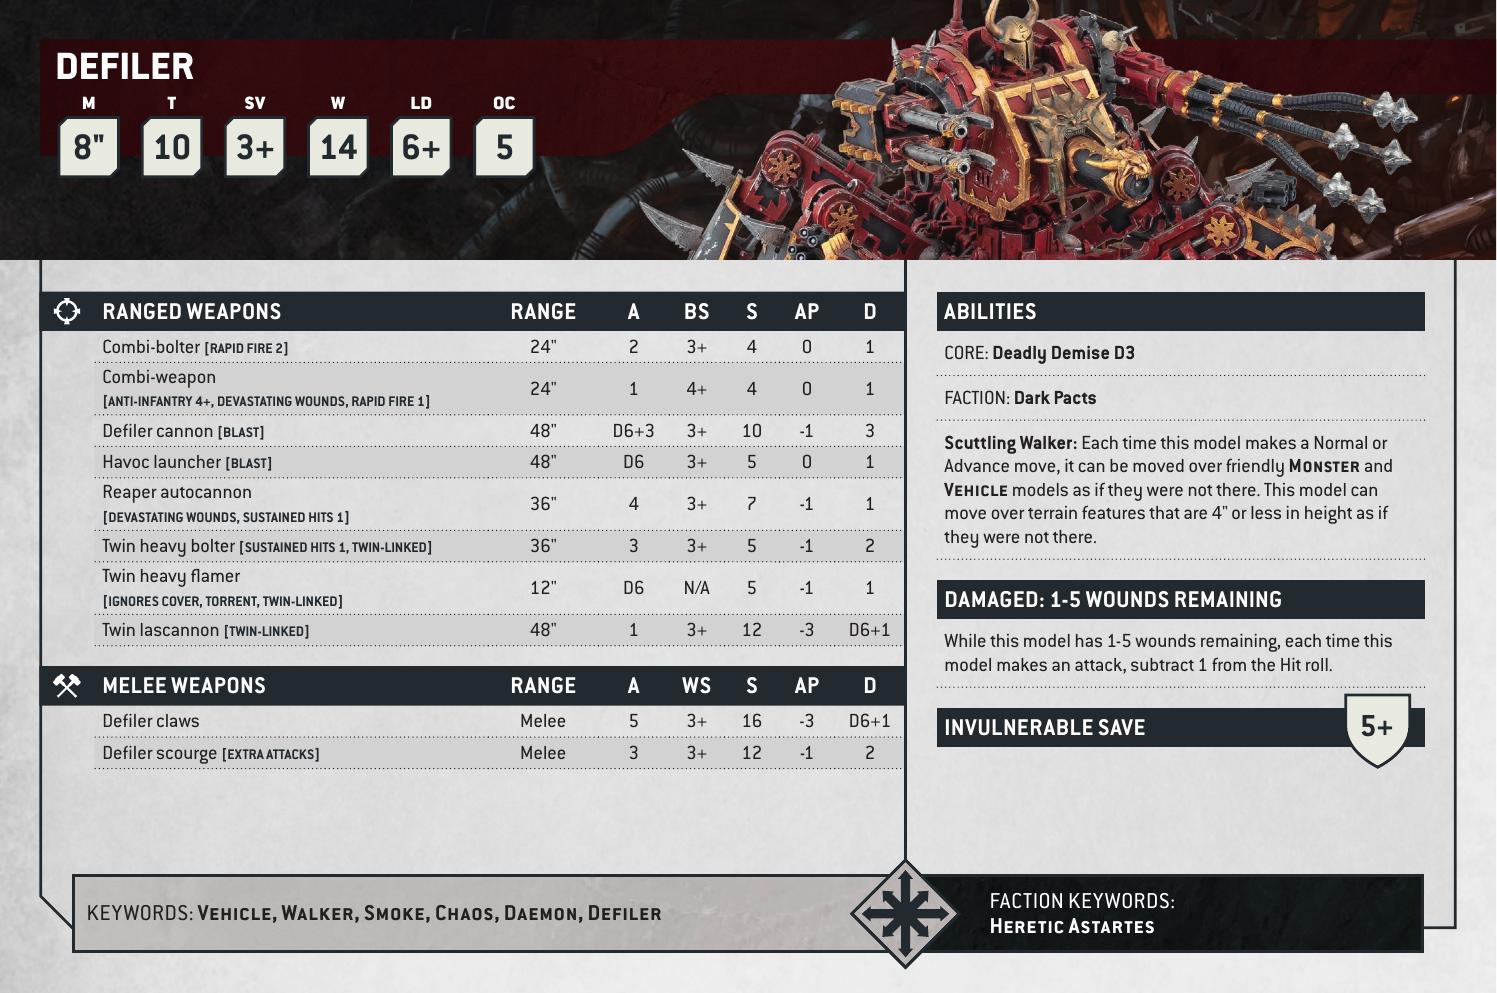 DEFILER
M T SV W LD OC
8" 10 3+ 14 6+ 5
RANGED WEAPONS RANGE A BS S AP D
Combi-bolter [RAPID FIRE 2] 24" 2 3+ 4 0 1
Combi-weapon
[ANTI-INFANTRY 4+, DEVASTATING WOUNDS, RAPID FIRE 1] 24" 1 4+ 4 0 1
Defiler cannon [BLAST] 48" D6+3 3+ 10 -1 3
Havoc launcher [BLAST] 48" D6 3+ 5 0 1
Reaper autocannon
[DEVASTATING WOUNDS, SUSTAINED HITS 1] 36" 4 3+ 7 -1 1
Twin heavy bolter [SUSTAINED HITS 1, TWIN-LINKED] 36" 3 3+ 5 -1 2
Twin heavy flamer
[IGNORES COVER, TORRENT, TWIN-LINKED] 12" D6 N/A 5 -1 1
Twin lascannon [TWIN-LINKED] 48" 1 3+ 12 -3 D6+1
MELEE WEAPONS RANGE A WS S AP D
Defiler claws Melee 5 3+ 16 -3 D6+1
Defiler scourge [EXTRA ATTACKS] Melee 3 3+ 12 -1 2
ABILITIES
CORE: Deadly Demise D3
FACTION: Dark Pacts
Scuttling Walker: Each time this model makes a Normal or
Advance move, it can be moved over friendly MONSTER and
VEHICLE models as if they were not there. This model can
move over terrain features that are 4" or less in height as if
they were not there.
DAMAGED: 1-5 WOUNDS REMAINING
While this model has 1-5 wounds remaining, each time this
model makes an attack, subtract 1 from the Hit roll.
INVULNERABLE SAVE 5+
KEYWORDS: VEHICLE, WALKER, SMOKE, CHAOS, DAEMON, DEFILER
FACTION KEYWORDS:
HERETIC ASTARTES